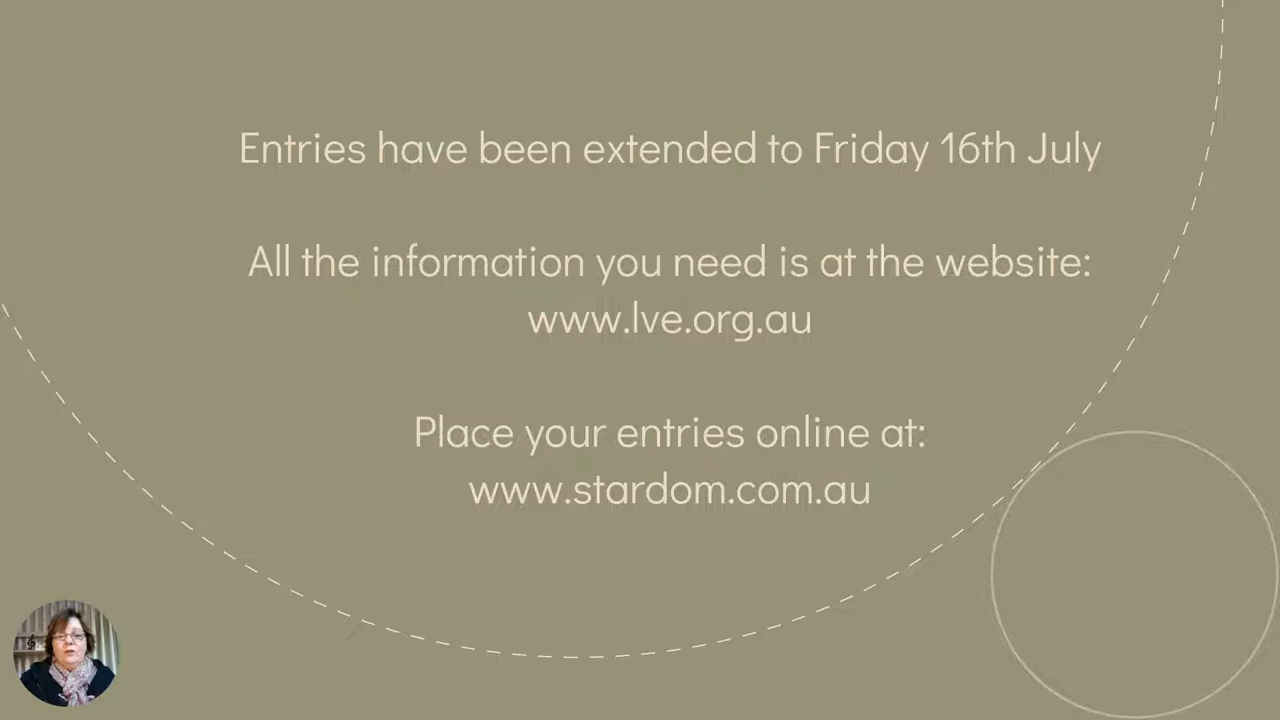 Entries have been extended to Friday 16th July
All the information you need is at the website:
www.lve.org.au
Place your entries online at:
www.stardom.com.au